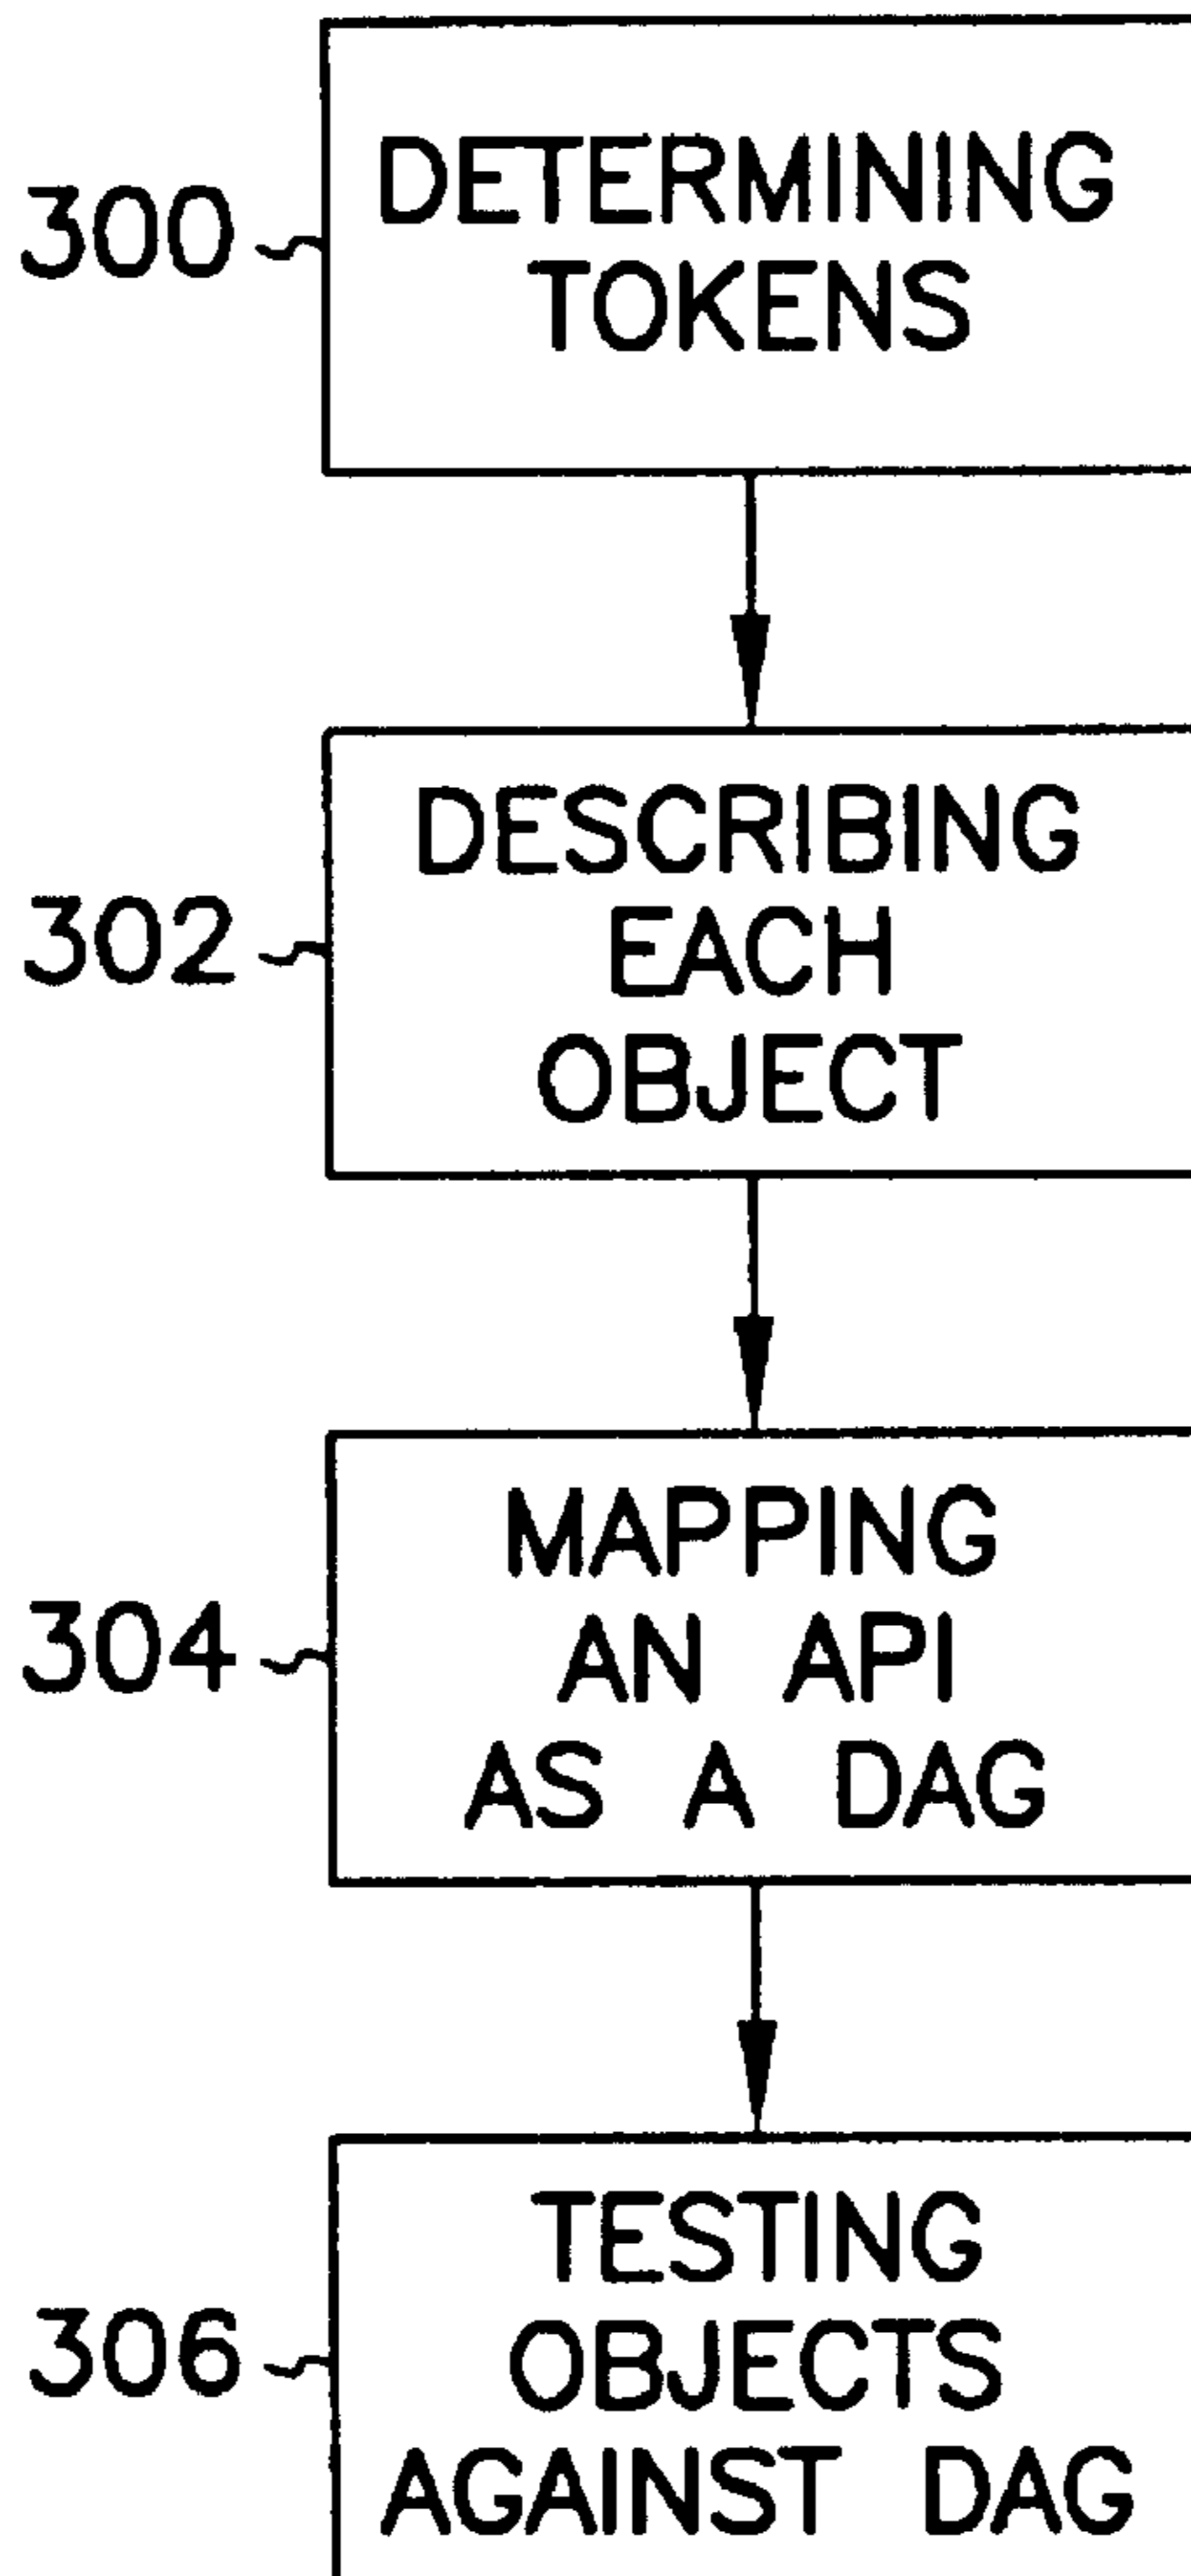 300
DETERMINING
TOKENS
302
DESCRIBING
EACH
OBJECT
304
MAPPING
AN API
AS A DAG
306
TESTING
OBJECTS
AGAINST DAG